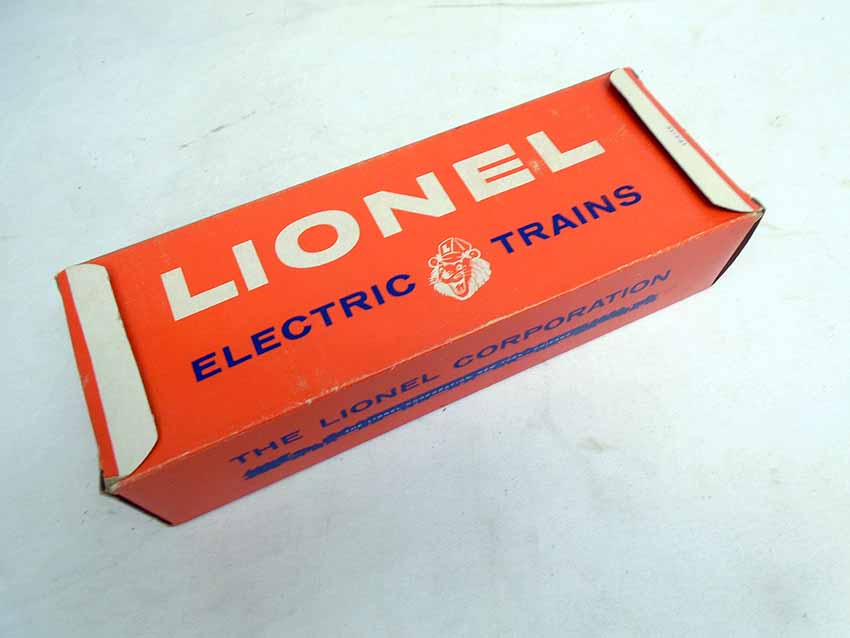 LIONEL
ELECTRIC TRAINS
THE LIONEL CORPORATION